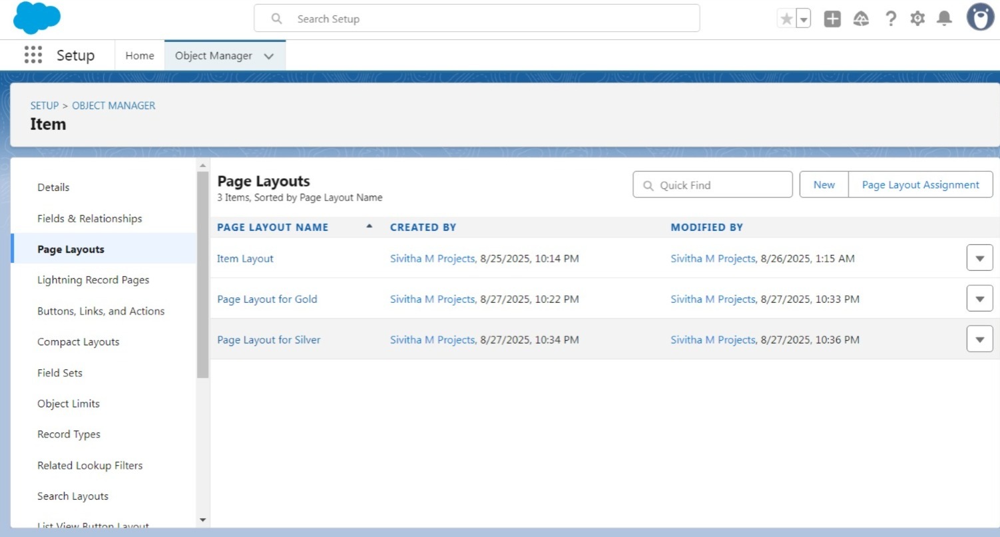 Search Setup
Setup
Home
Object Manager
SETUP > OBJECT MANAGER
Item
Details
Fields & Relationships
Page Layouts
Lightning Record Pages
Buttons, Links, and Actions
Compact Layouts
Field Sets
Object Limits
Record Types
Related Lookup Filters
Search Layouts
List View Button Layout
Page Layouts
3 Items, Sorted by Page Layout Name
Quick Find
New
Page Layout Assignment
PAGE LAYOUT NAME CREATED BY MODIFIED BY
Item Layout Sivitha M Projects, 8/25/2025, 10:14 PM Sivitha M Projects, 8/26/2025, 1:15 AM
Page Layout for Gold Sivitha M Projects, 8/27/2025, 10:22 PM Sivitha M Projects, 8/27/2025, 10:33 PM
Page Layout for Silver Sivitha M Projects, 8/27/2025, 10:34 PM Sivitha M Projects, 8/27/2025, 10:36 PM